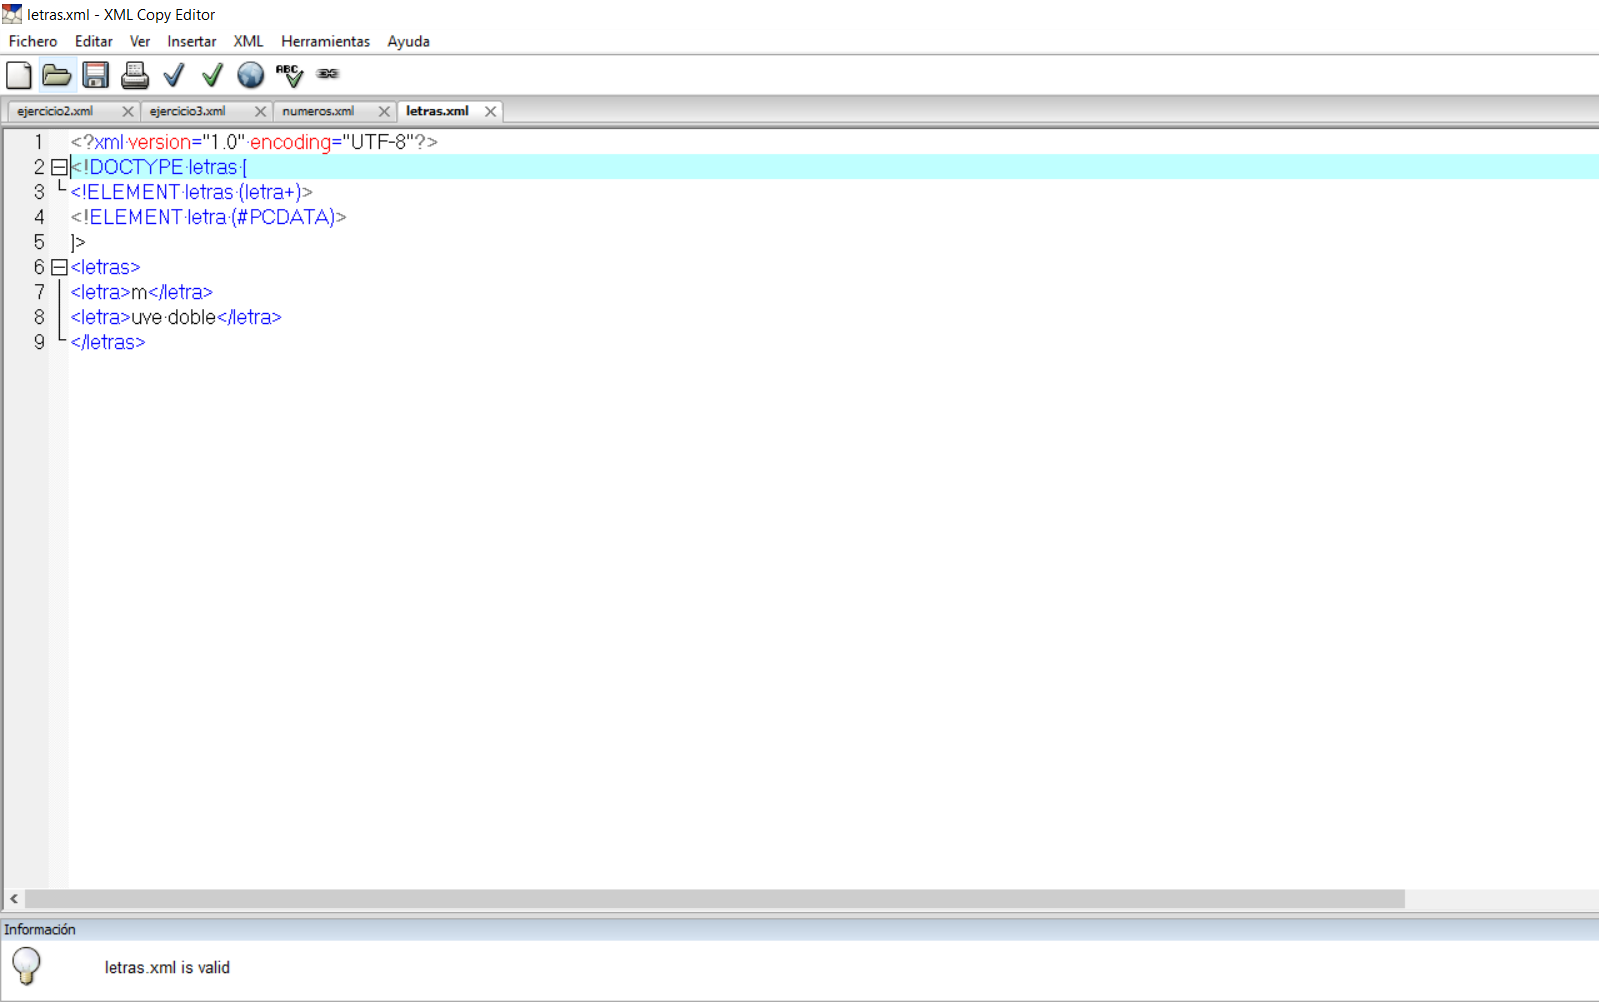 letras.xml - XML Copy Editor
Fichero Editar Ver Insertar XML Herramientas Ayuda
ABC
ejercicio2.xml ejercicio3.xml numeros.xml letras.xml
1 <?xml version="1.0" encoding="UTF-8"?>
2 <!DOCTYPE letras [
3 <!ELEMENT letras (letra+)>
4 <!ELEMENT letra (#PCDATA)>
5 ]>
6 <letras>
7 <letra>m</letra>
8 <letra>uve doble</letra>
9 </letras>
Información
letras.xml is valid